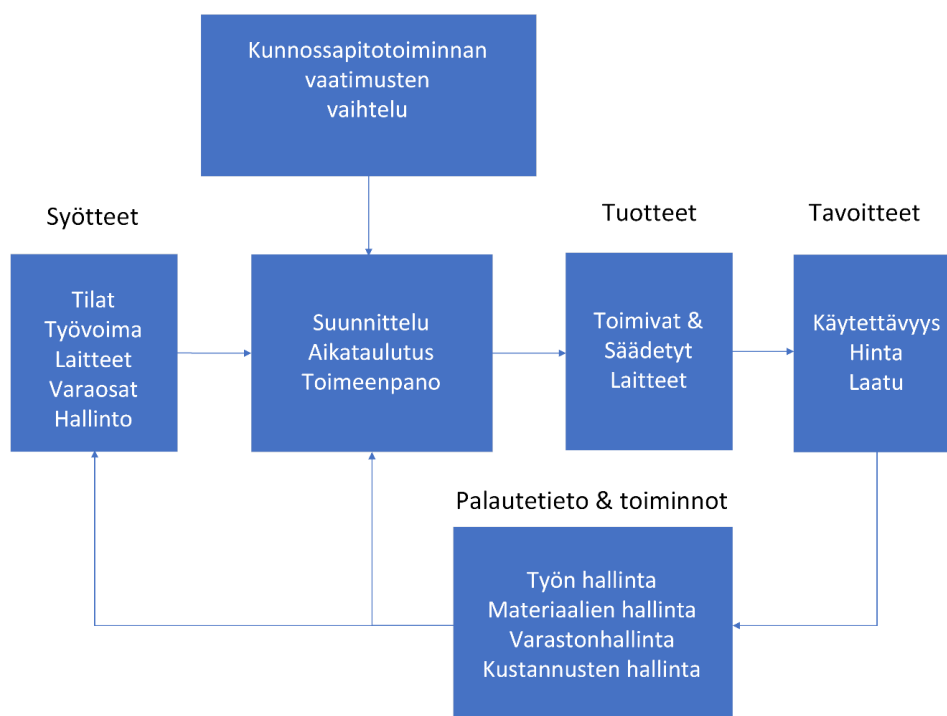 Kunnossapitotoiminnan
vaatimusten
vaihtelu
Syötteet
Tilat
Työvoima
Laitteet
Varaosat
Hallinto
Suunnittelu
Aikataulutus
Toimeenpano
Tuotteet
Toimivat &
Säädetyt
Laitteet
Tavoitteet
Käytettävyys
Hinta
Laatu
Palautetieto & toiminnot
Työn hallinta
Materiaalien hallinta
Varastonhallinta
Kustannusten hallinta